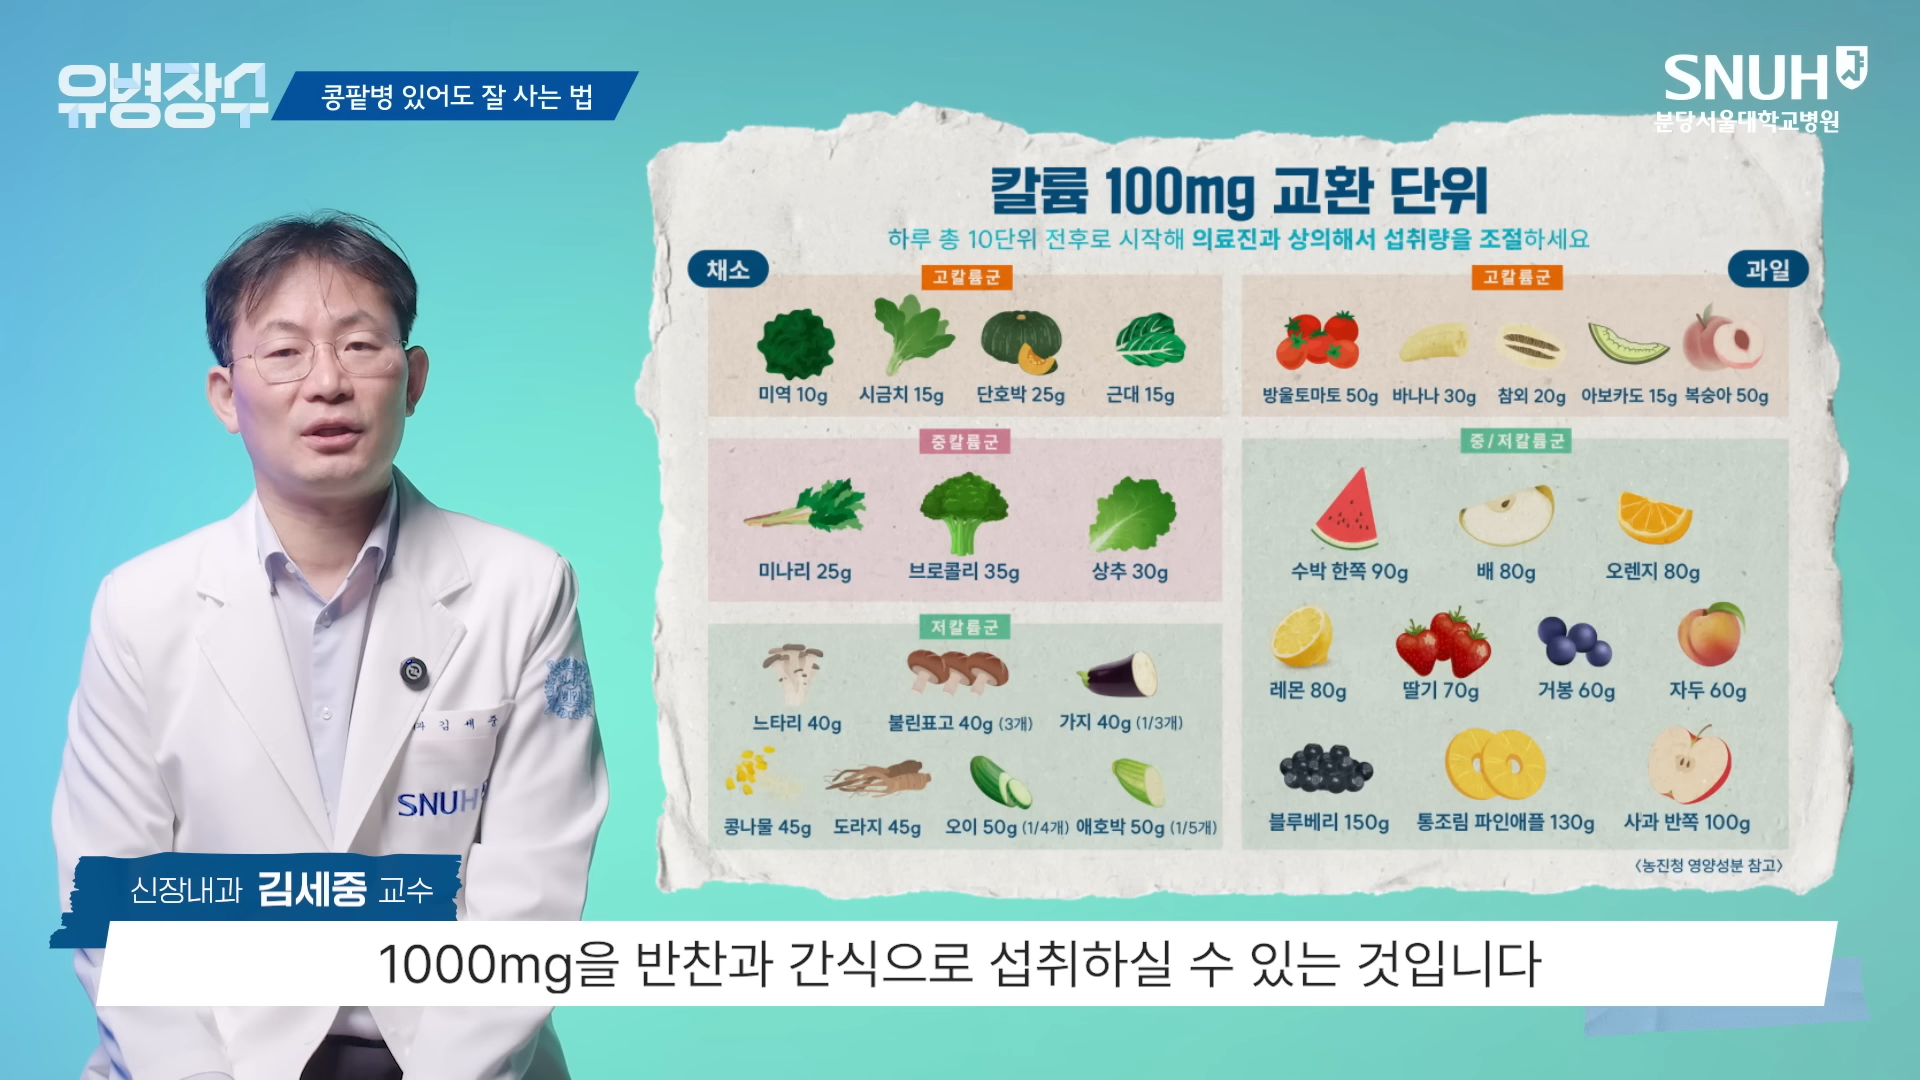 유병장수
콩팥병 있어도 잘 사는 법
SNUH
분당서울대학교병원
칼륨 100mg 교환 단위
하루 총 10단위 전후로 시작해 의료진과 상의해서 섭취량을 조절하세요
채소
고칼륨군
미역 10g 시금치 15g 단호박 25g 근대 15g
중칼륨군
미나리 25g 브로콜리 35g 상추 30g
저칼륨군
느타리 40g 불린표고 40g (3개) 가지 40g (1/3개)
콩나물 45g 도라지 45g 오이 50g (1/4개) 애호박 50g (1/5개)
과일
고칼륨군
방울토마토 50g 바나나 30g 참외 20g 아보카도 15g 복숭아 50g
중/저칼륨군
수박 한쪽 90g 배 80g 오렌지 80g
레몬 80g 딸기 70g 거봉 60g 자두 60g
블루베리 150g 통조림 파인애플 130g 사과 반쪽 100g
<농진청 영양성분 참고>
김세중
SNUH
신장내과 김세중 교수
1000mg을 반찬과 간식으로 섭취하실 수 있는 것입니다